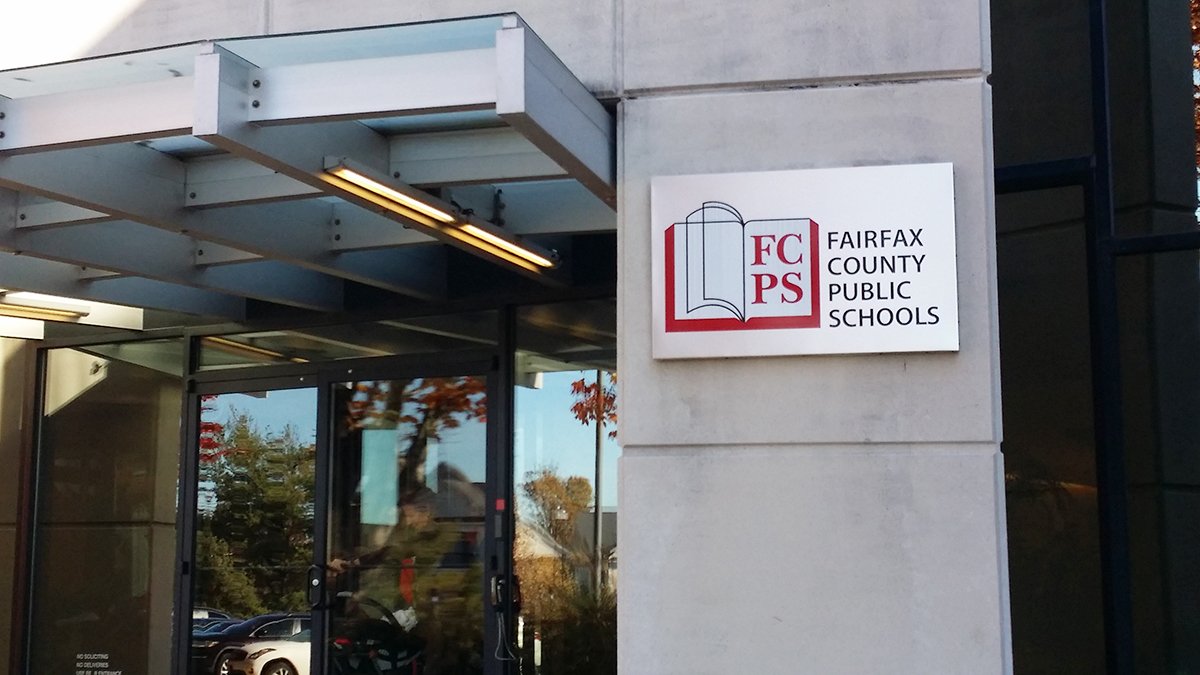 FC
PS
FAIRFAX
COUNTY
PUBLIC
SCHOOLS
NO SOLICITING
NO DELIVERIES